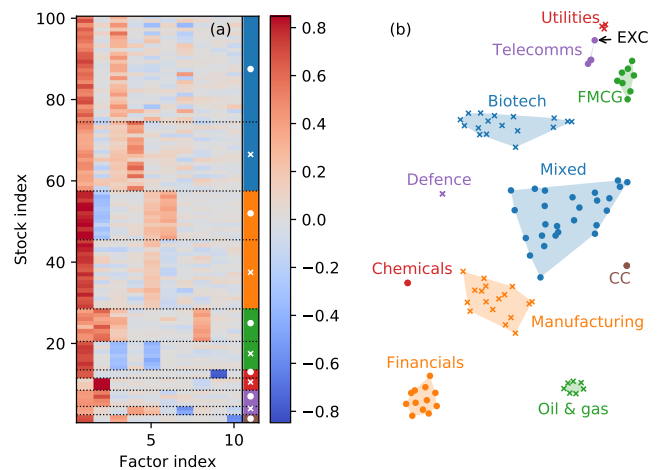 (a)
100
80
60
40
20
Stock index
5
10
Factor index
0.8
0.6
0.4
0.2
0.0
−0.2
−0.4
−0.6
−0.8
(b)
Utilities
EXC
Telecomms
FMCG
Biotech
Mixed
Defence
Chemicals
CC
Manufacturing
Financials
Oil & gas